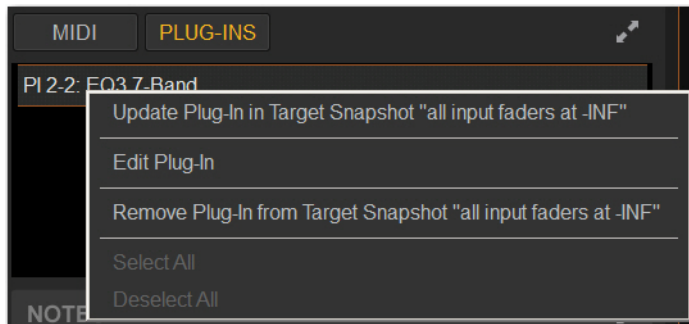 MIDI PLUG-INS
PI 2-2: EQ3 7-Band
Update Plug-In in Target Snapshot "all input faders at -INF"
Edit Plug-In
Remove Plug-In from Target Snapshot "all input faders at -INF"
Select All
Deselect All
NOTE